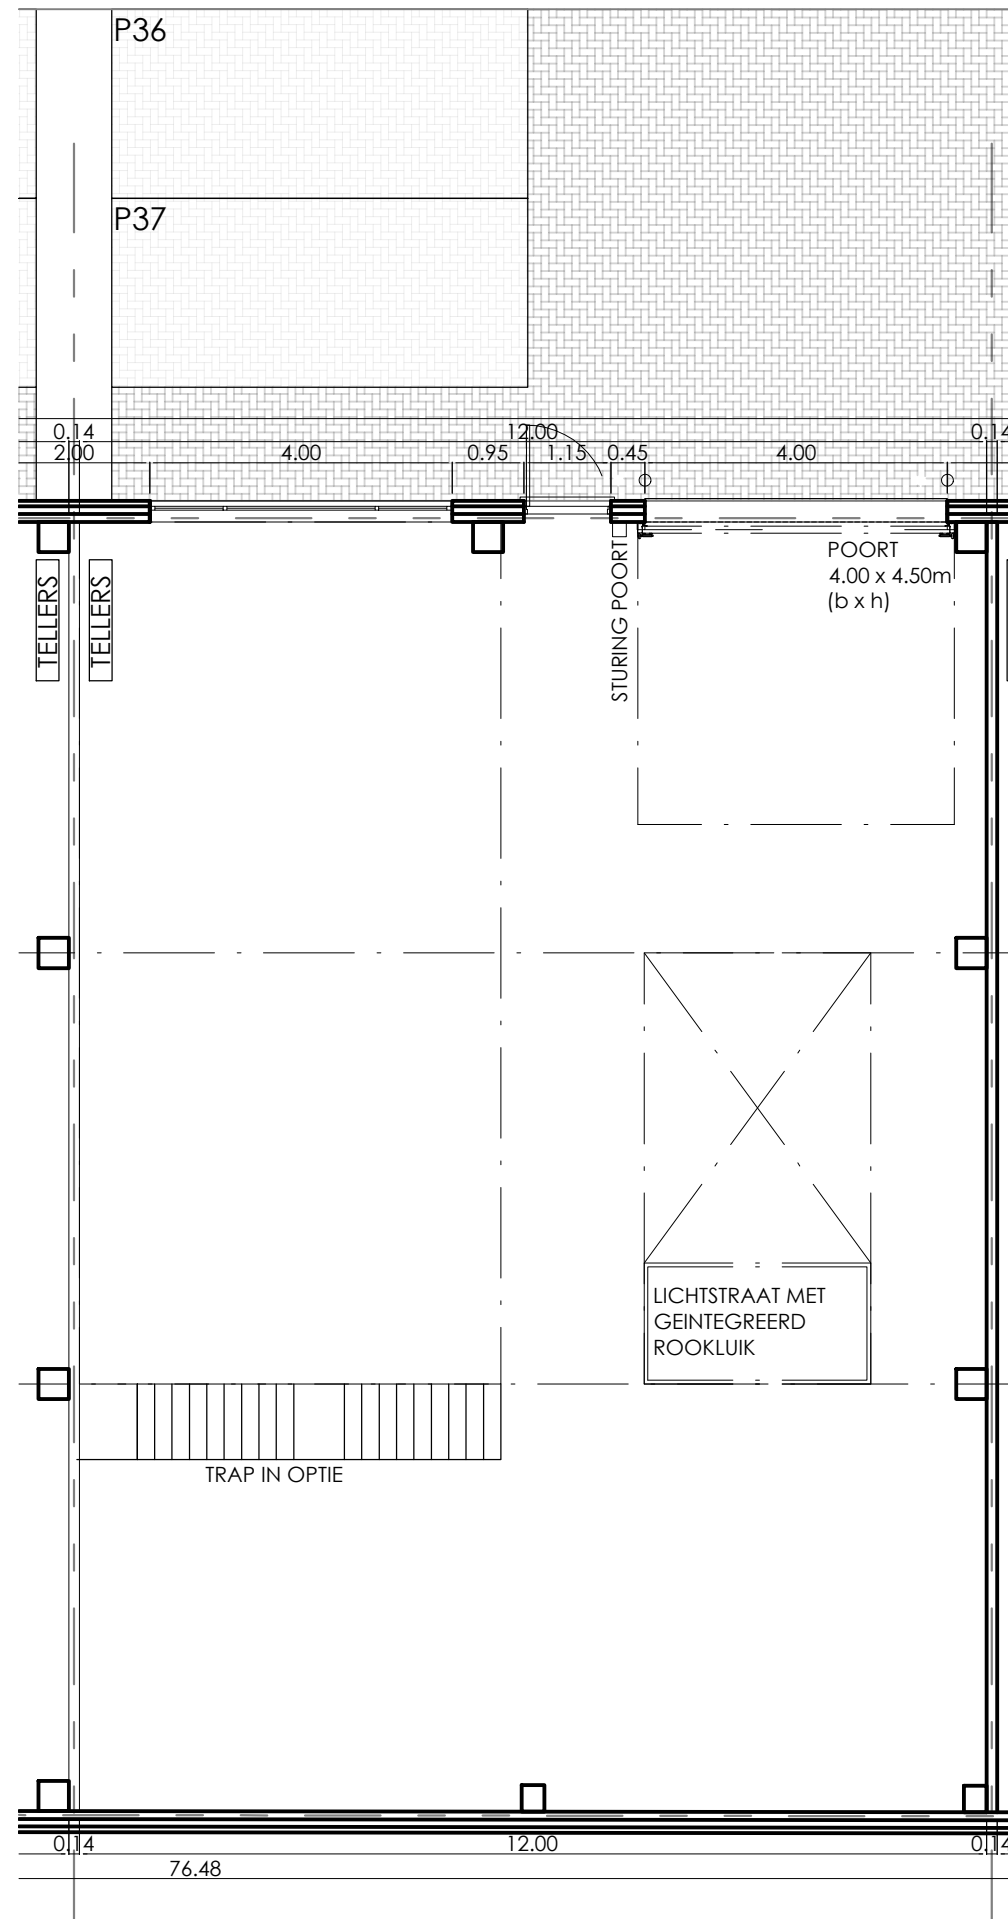 P36
P37
0.14
12.00
0.14
2.00
4.00
0.95
1.15
0.45
4.00
TELLERS
TELLERS
STURING POORT
POORT
4.00 x 4.50m
(b x h)
LICHTSTRAAT MET
GEINTEGREERD
ROOKLUIK
TRAP IN OPTIE
0.14
12.00
0.14
76.48